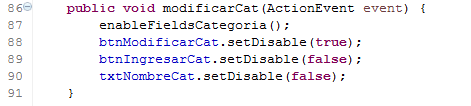 86 public void modificarCat(ActionEvent event) {
87 enableFieldsCategoria();
88 btnModificarCat.setDisable(true);
89 btnIngresarCat.setDisable(false);
90 txtNombreCat.setDisable(false);
91 }